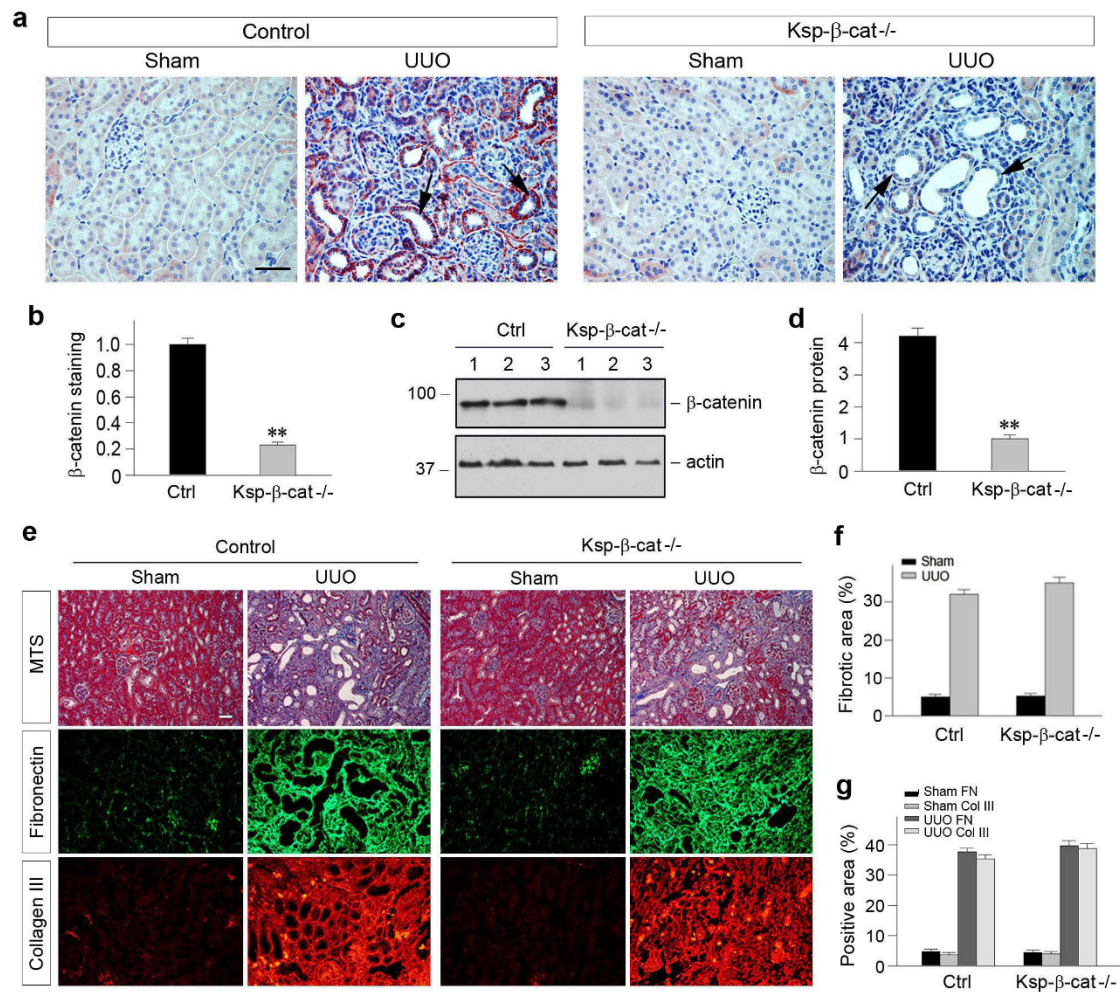 a
Control
Ksp-β-cat-/-
Sham
UUO
Sham
UUO
b
β-catenin staining
1.0
0.8
0.6
0.4
0.2
0
**
Ctrl
Ksp-β-cat-/-
c
Ctrl
Ksp-β-cat-/-
1 2 3 1 2 3
100
β-catenin
37
actin
d
β-catenin protein
4
3
2
1
0
**
Ctrl
Ksp-β-cat-/-
e
Control
Ksp-β-cat-/-
Sham
UUO
Sham
UUO
MTS
Fibronectin
Collagen III
f
Sham
UUO
Fibrotic area (%)
30
20
10
0
Ctrl
Ksp-β-cat-/-
g
Sham FN
Sham Col III
UUO FN
UUO Col III
Positive area (%)
40
30
20
10
0
Ctrl
Ksp-β-cat-/-